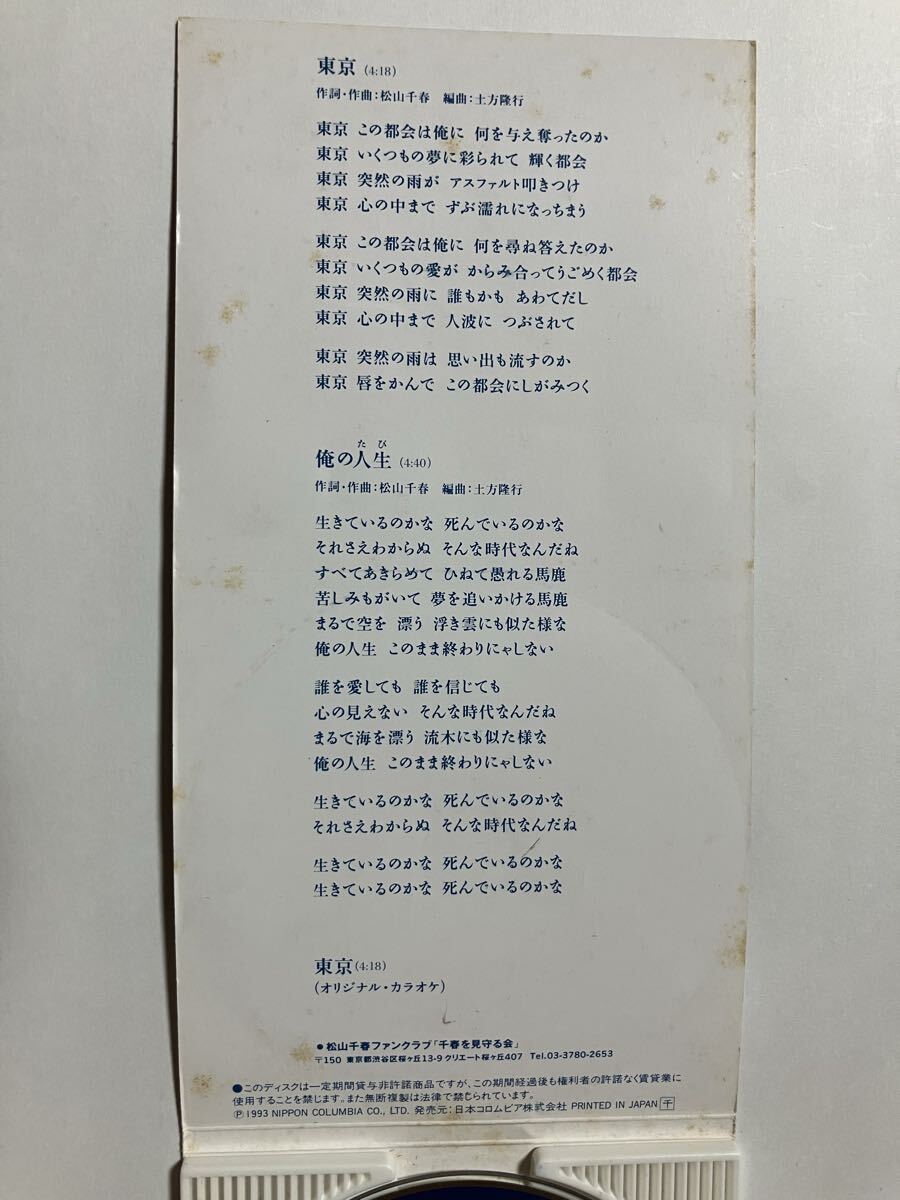 東京 (4:18)
作詞・作曲：松山千春　編曲：土方隆行
東京 この都会は俺に 何を与え奪ったのか
東京 いくつもの夢に彩られて 輝く都会
東京 突然の雨が アスファルト叩きつけ
東京 心の中まで ずぶ濡れになっちまう
東京 この都会は俺に 何を尋ね答えたのか
東京 いくつもの愛が からみ合ってうごめく都会
東京 突然の雨に 誰もかも あわてだし
東京 心の中まで 人波に つぶされて
東京 突然の雨は 思い出も流すのか
東京 唇をかんで この都会にしがみつく
たび
俺の人生 (4:40)
作詞・作曲：松山千春　編曲：土方隆行
生きているのかな 死んでいるのかな
それさえわからぬ そんな時代なんだね
すべてあきらめて ひねて愚れる馬鹿
苦しみもがいて 夢を追いかける馬鹿
まるで空を 漂う 浮き雲にも似た様な
俺の人生 このまま終わりにゃしない
誰を愛しても 誰を信じても
心の見えない そんな時代なんだね
まるで海を漂う 流木にも似た様な
俺の人生 このまま終わりにゃしない
生きているのかな 死んでいるのかな
それさえわからぬ そんな時代なんだね
生きているのかな 死んでいるのかな
生きているのかな 死んでいるのかな
東京 (4:18)
(オリジナル・カラオケ)
●松山千春ファンクラブ「千春を見守る会」
〒150 東京都渋谷区桜ヶ丘13-9クリエート桜ヶ丘407 Tel.03-3780-2653
●このディスクは一定期間貸与非許諾商品ですが、この期間経過後も権利者の許諾なく賃貸業に
使用することを禁じます。また無断複製は法律で禁じられています。
Ⓟ1993 NIPPON COLUMBIA CO., LTD. 発売元：日本コロムビア株式会社 PRINTED IN JAPAN 千